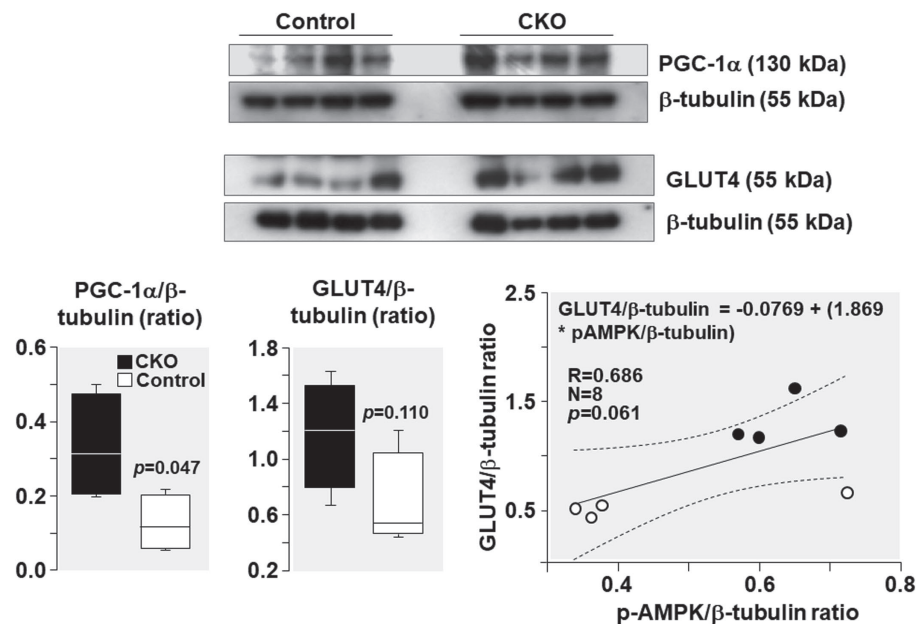 Control CKO
PGC-1α (130 kDa)
β-tubulin (55 kDa)
GLUT4 (55 kDa)
β-tubulin (55 kDa)
PGC-1α/β-
tubulin (ratio)
0.6
0.4
0.2
0.0
CKO
Control
p=0.047
GLUT4/β-
tubulin (ratio)
1.8
1.4
1.0
0.6
0.2
p=0.110
GLUT4/β-tubulin ratio
2.5
1.5
0.5
GLUT4/β-tubulin = -0.0769 + (1.869
* pAMPK/β-tubulin)
R=0.686
N=8
p=0.061
0.4 0.6 0.8
p-AMPK/β-tubulin ratio